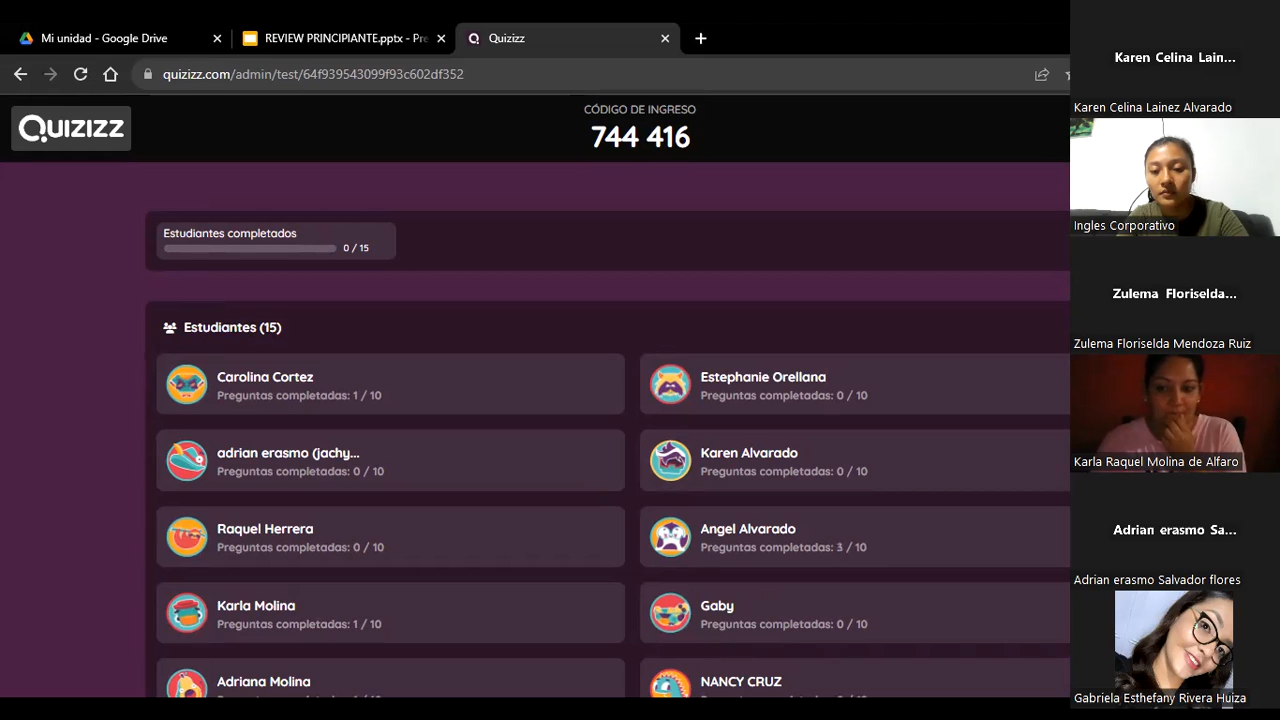 Mi unidad - Google Drive
REVIEW PRINCIPIANTE.pptx - Pre
Quizizz
quizizz.com/admin/test/64f939543099f93c602df352
Quizizz
CÓDIGO DE INGRESO
744 416
Estudiantes completados
0 / 15
Estudiantes (15)
Carolina Cortez
Preguntas completadas: 1 / 10
Estephanie Orellana
Preguntas completadas: 0 / 10
adrian erasmo (jachy...
Preguntas completadas: 0 / 10
Karen Alvarado
Preguntas completadas: 0 / 10
Raquel Herrera
Preguntas completadas: 0 / 10
Angel Alvarado
Preguntas completadas: 3 / 10
Karla Molina
Preguntas completadas: 1 / 10
Gaby
Preguntas completadas: 0 / 10
Adriana Molina
NANCY CRUZ
Karen Celina Lain...
Karen Celina Lainez Alvarado
Ingles Corporativo
Zulema Floriselda...
Zulema Floriselda Mendoza Ruiz
Karla Raquel Molina de Alfaro
Adrian erasmo Sa...
Adrian erasmo Salvador flores
Gabriela Esthefany Rivera Huiza